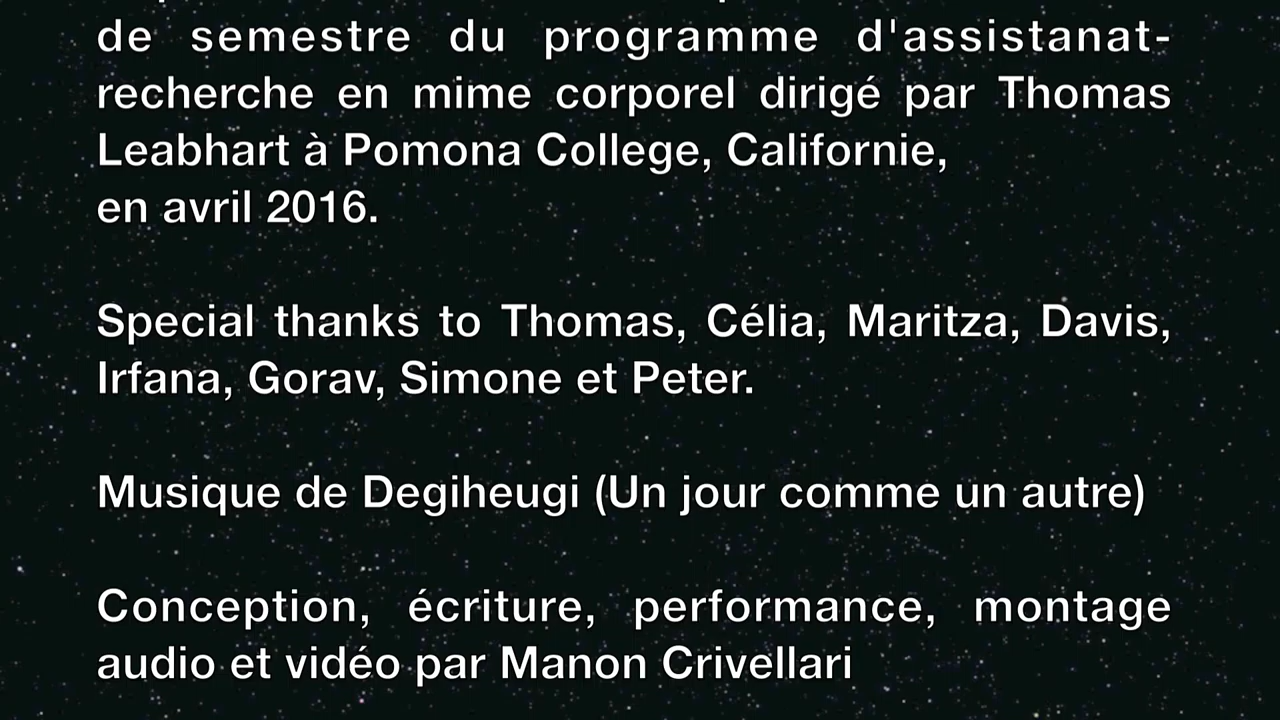 de semestre du programme d'assistanat-
recherche en mime corporel dirigé par Thomas
Leabhart à Pomona College, Californie,
en avril 2016.
Special thanks to Thomas, Célia, Maritza, Davis,
Irfana, Gorav, Simone et Peter.
Musique de Degiheugi (Un jour comme un autre)
Conception, écriture, performance, montage
audio et vidéo par Manon Crivellari